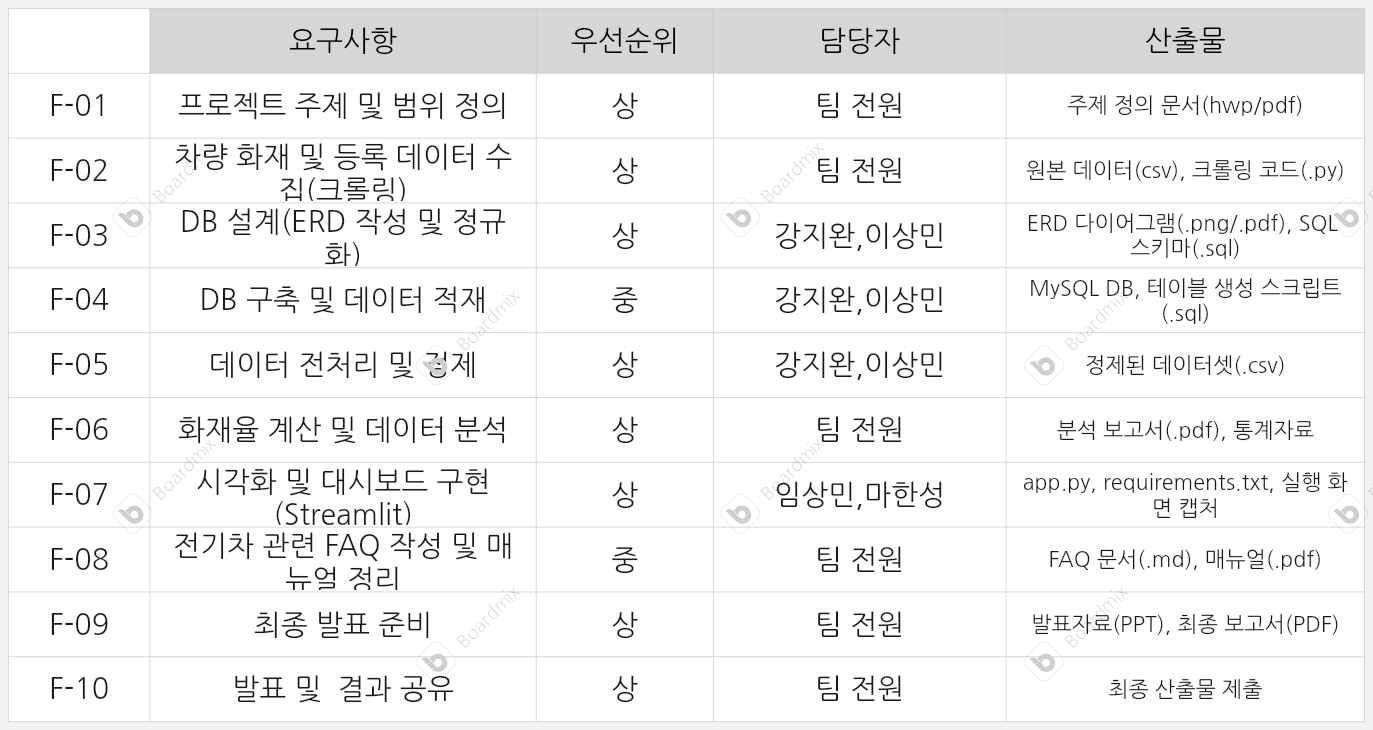 요구사항 우선순위 담당자 산출물
F-01 프로젝트 주제 및 범위 정의 상 팀 전원 주제 정의 문서(hwp/pdf)
F-02 차량 화재 및 등록 데이터 수
집(크롤링) 상 팀 전원 원본 데이터(csv), 크롤링 코드(.py)
F-03 DB 설계(ERD 작성 및 정규
화) 상 강지완,이상민 ERD 다이어그램(.png/.pdf), SQL
스키마(.sql)
F-04 DB 구축 및 데이터 적재 중 강지완,이상민 MySQL DB, 테이블 생성 스크립트
(.sql)
F-05 데이터 전처리 및 정제 상 강지완,이상민 정제된 데이터셋(.csv)
F-06 화재율 계산 및 데이터 분석 상 팀 전원 분석 보고서(.pdf), 통계자료
F-07 시각화 및 대시보드 구현
(Streamlit) 상 임상민,마한성 app.py, requirements.txt, 실행 화
면 캡처
F-08 전기차 관련 FAQ 작성 및 매
뉴얼 정리 중 팀 전원 FAQ 문서(.md), 매뉴얼(.pdf)
F-09 최종 발표 준비 상 팀 전원 발표자료(PPT), 최종 보고서(PDF)
F-10 발표 및 결과 공유 상 팀 전원 최종 산출물 제출
Boardmix
Boardmix
Boardmix
Boardmix
Boardmix
Boardmix
Boardmix
Boardmix